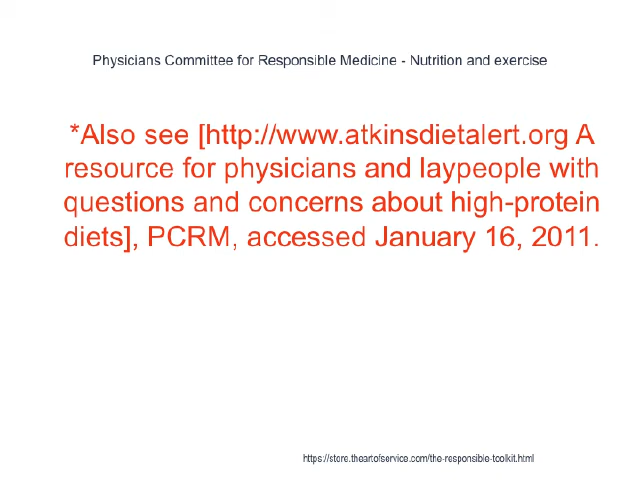 Physicians Committee for Responsible Medicine - Nutrition and exercise
*Also see [http://www.atkinsdietalert.org A
resource for physicians and laypeople with
questions and concerns about high-protein
diets], PCRM, accessed January 16, 2011.
https://store.theartofservice.com/the-responsible-toolkit.html